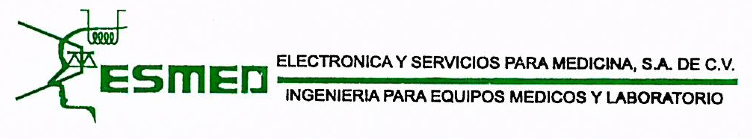 ESMED
ELECTRONICA Y SERVICIOS PARA MEDICINA, S.A. DE C.V.
INGENIERIA PARA EQUIPOS MEDICOS Y LABORATORIO